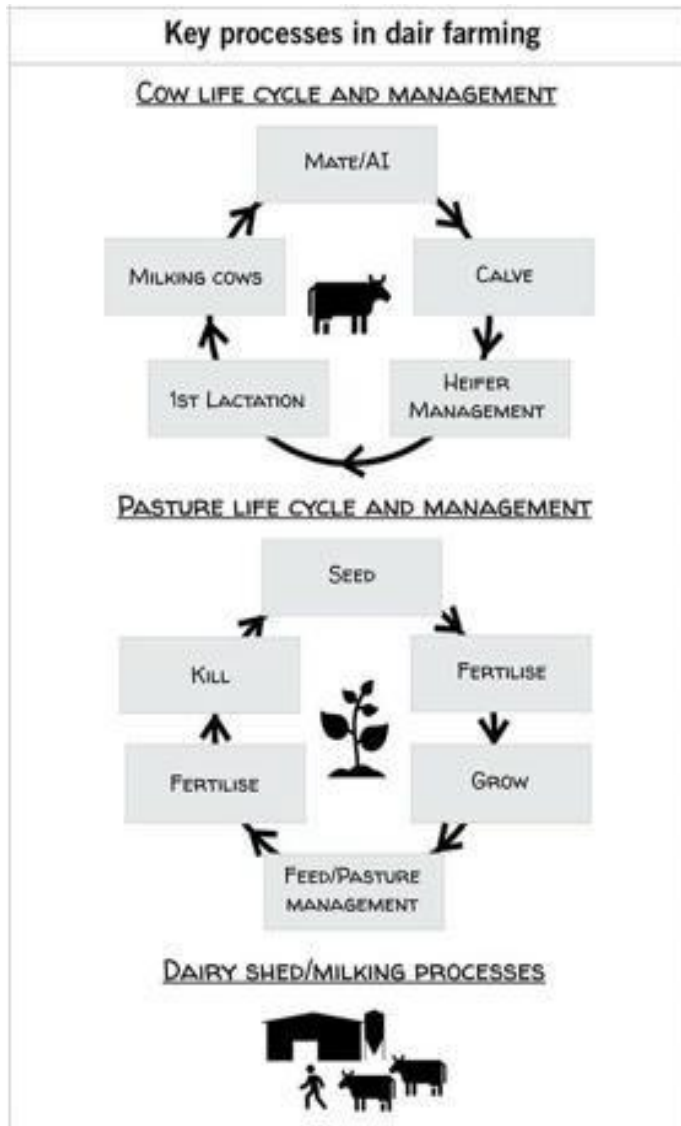 Key processes in dair farming
COW LIFE CYCLE AND MANAGEMENT
MATE/AI
CALVE
HEIFER
MANAGEMENT
1ST LACTATION
MILKING COWS
PASTURE LIFE CYCLE AND MANAGEMENT
SEED
FERTILISE
GROW
FEED/PASTURE
MANAGEMENT
FERTILISE
KILL
DAIRY SHED/MILKING PROCESSES